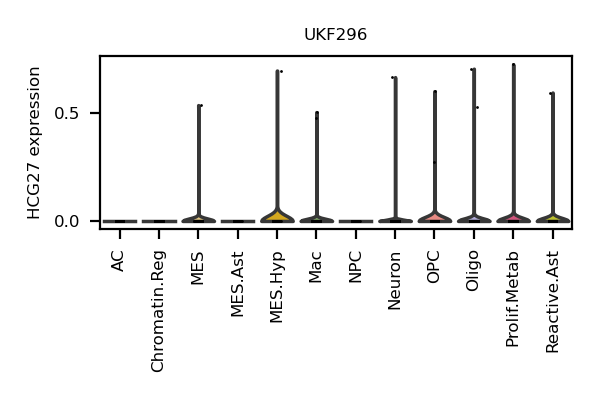 UKF296
HCG27 expression
0.5
0.0
AC
Chromatin.Reg
MES
MES.Ast
MES.Hyp
Mac
NPC
Neuron
OPC
Oligo
Prolif.Metab
Reactive.Ast